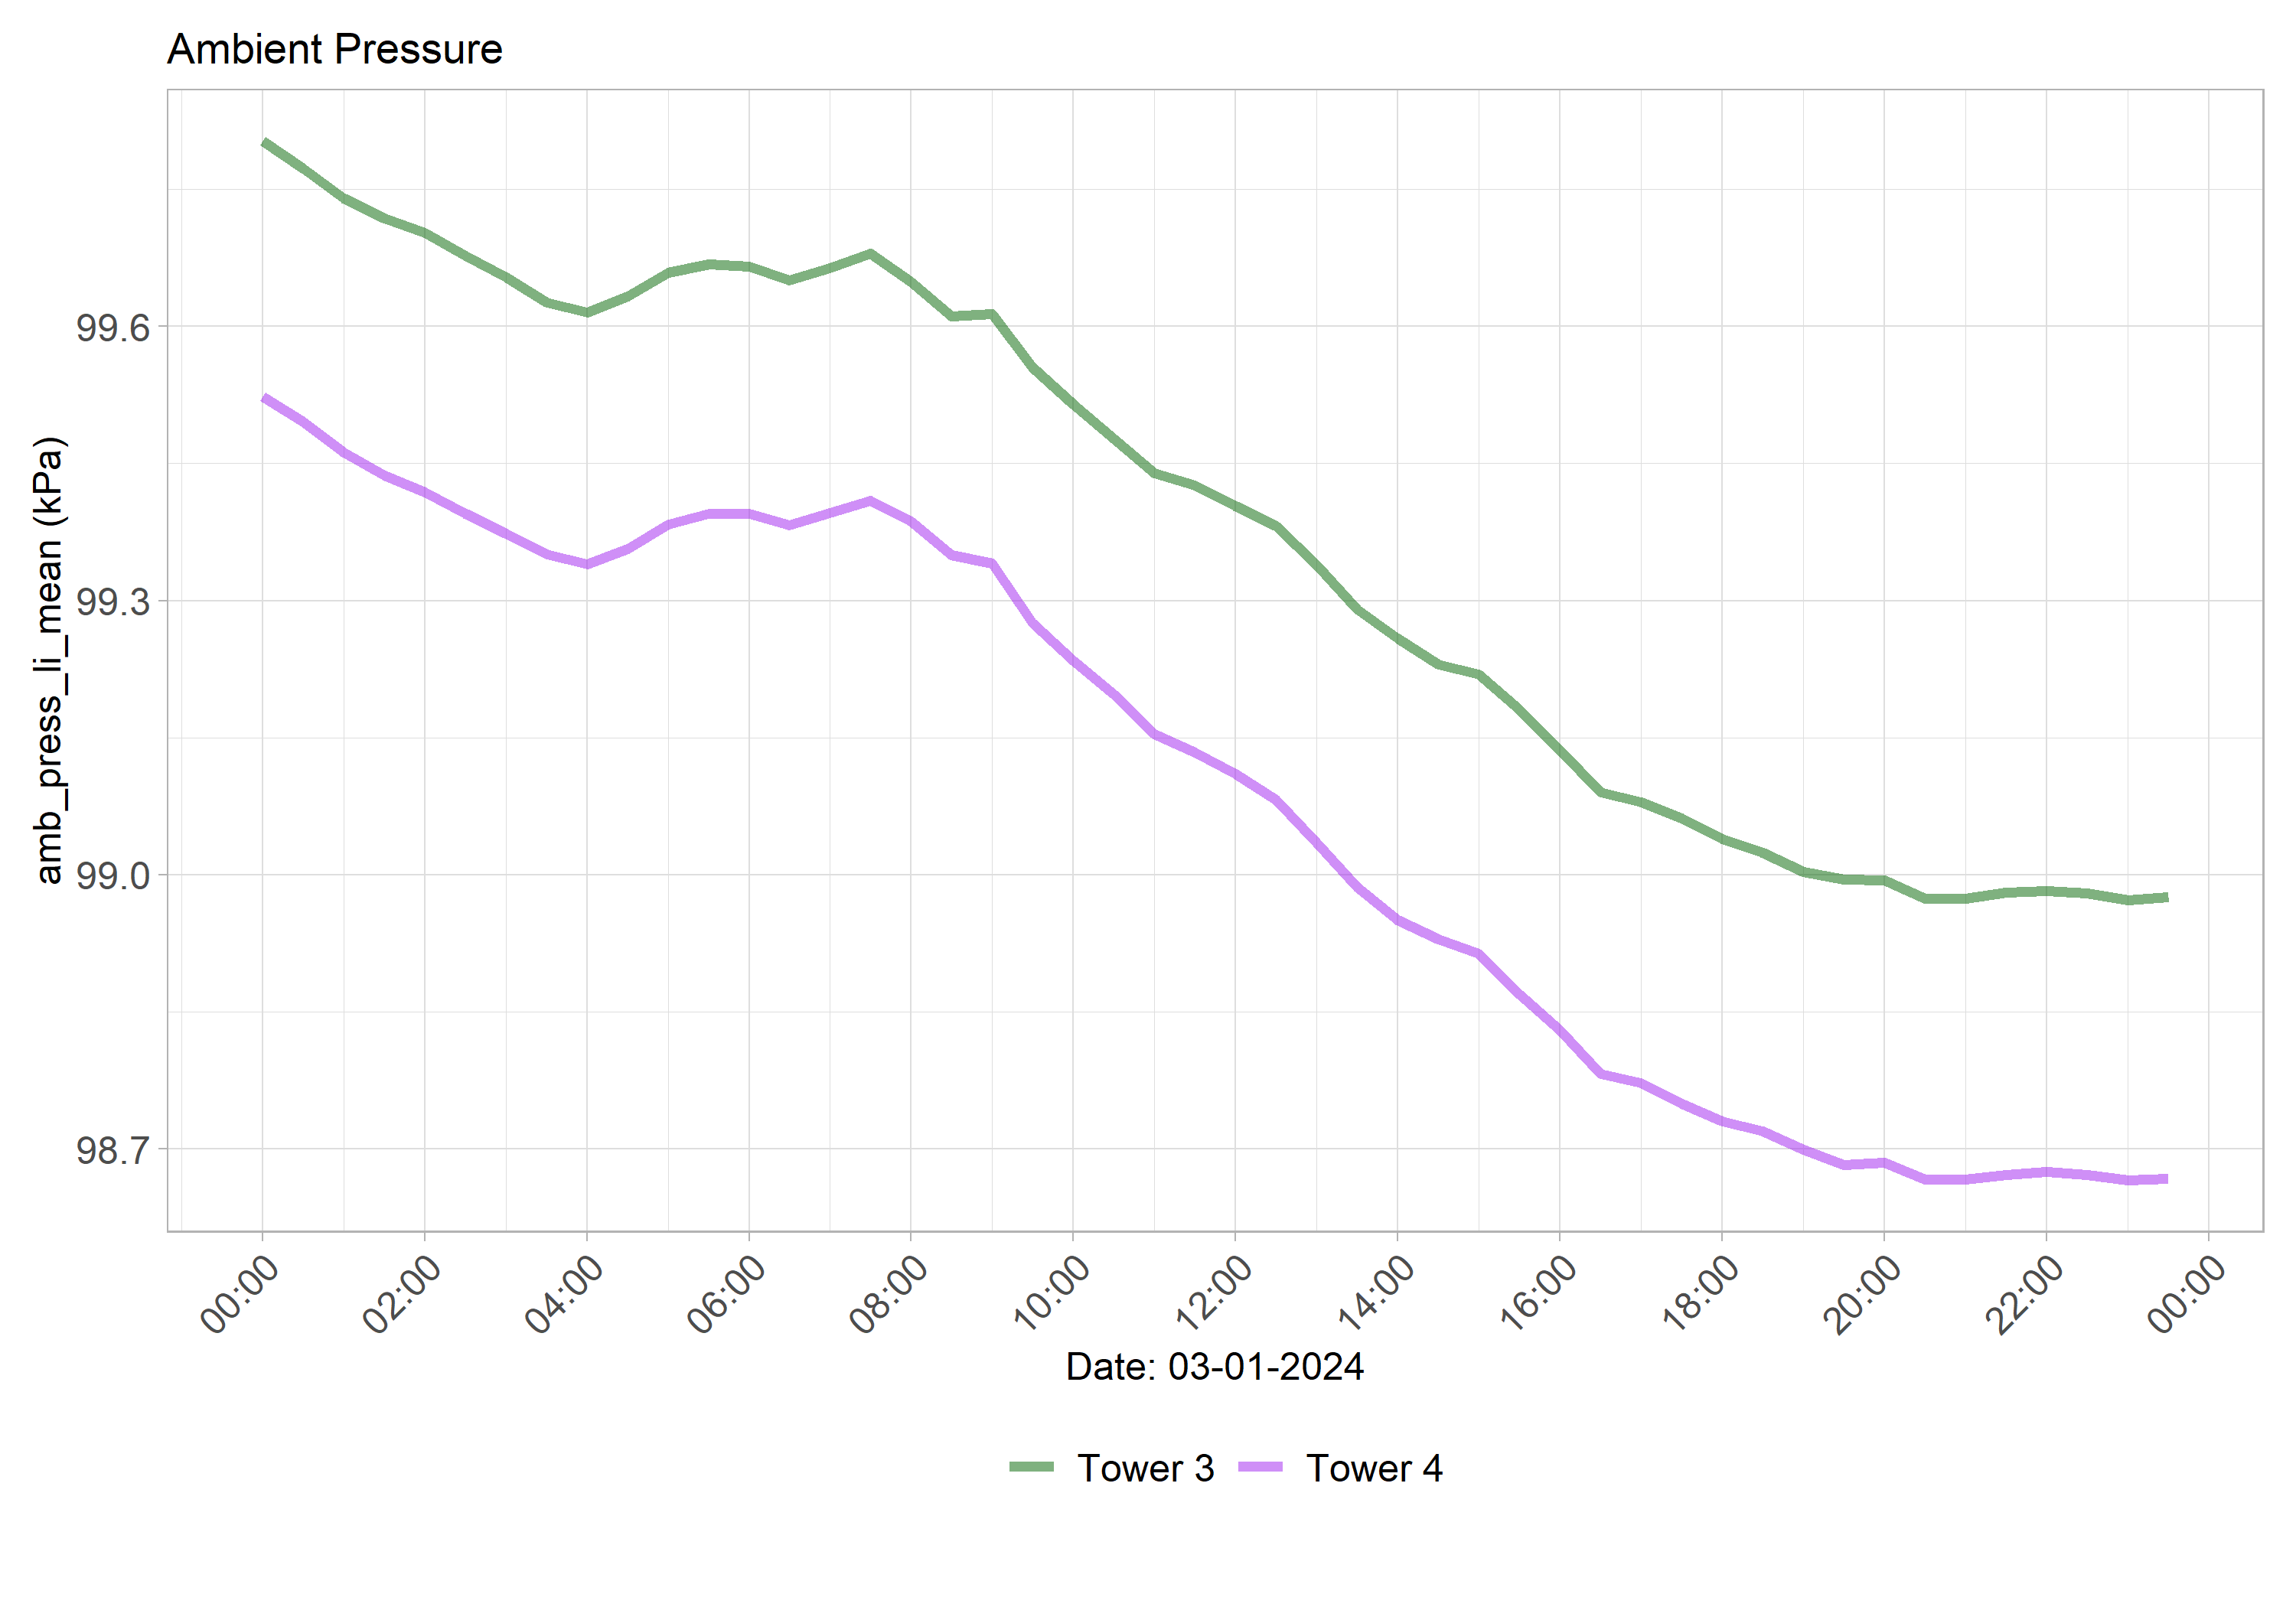 Ambient Pressure
amb_press_li_mean (kPa)
99.6
99.3
99.0
98.7
00:00 02:00 04:00 06:00 08:00 10:00 12:00 14:00 16:00 18:00 20:00 22:00 00:00
Date: 03-01-2024
Tower 3 Tower 4